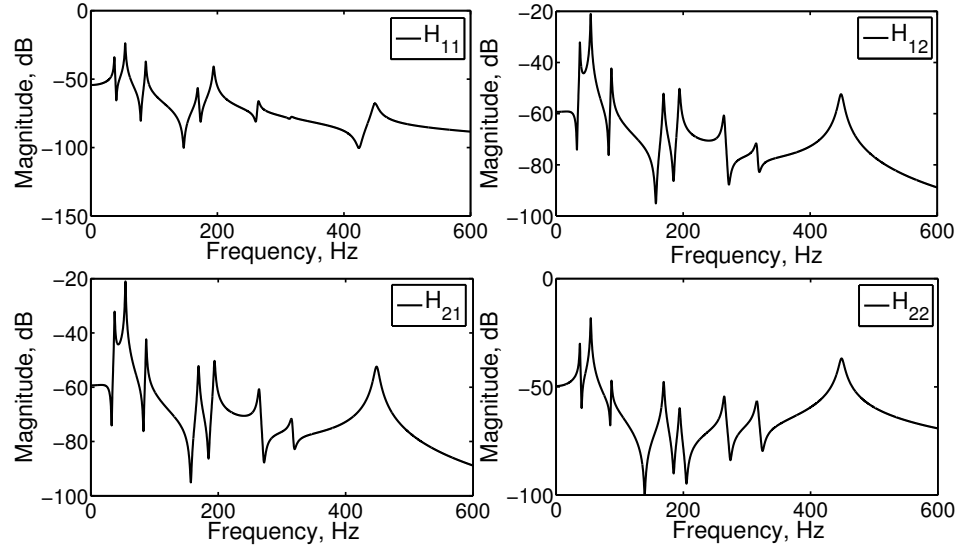 0
−50
−100
−150
Magnitude, dB
0 200 400 600
Frequency, Hz
H11
−20
−40
−60
−80
−100
Magnitude, dB
0 200 400 600
Frequency, Hz
H12
−20
−40
−60
−80
−100
Magnitude, dB
0 200 400 600
Frequency, Hz
H21
0
−50
−100
Magnitude, dB
0 200 400 600
Frequency, Hz
H22